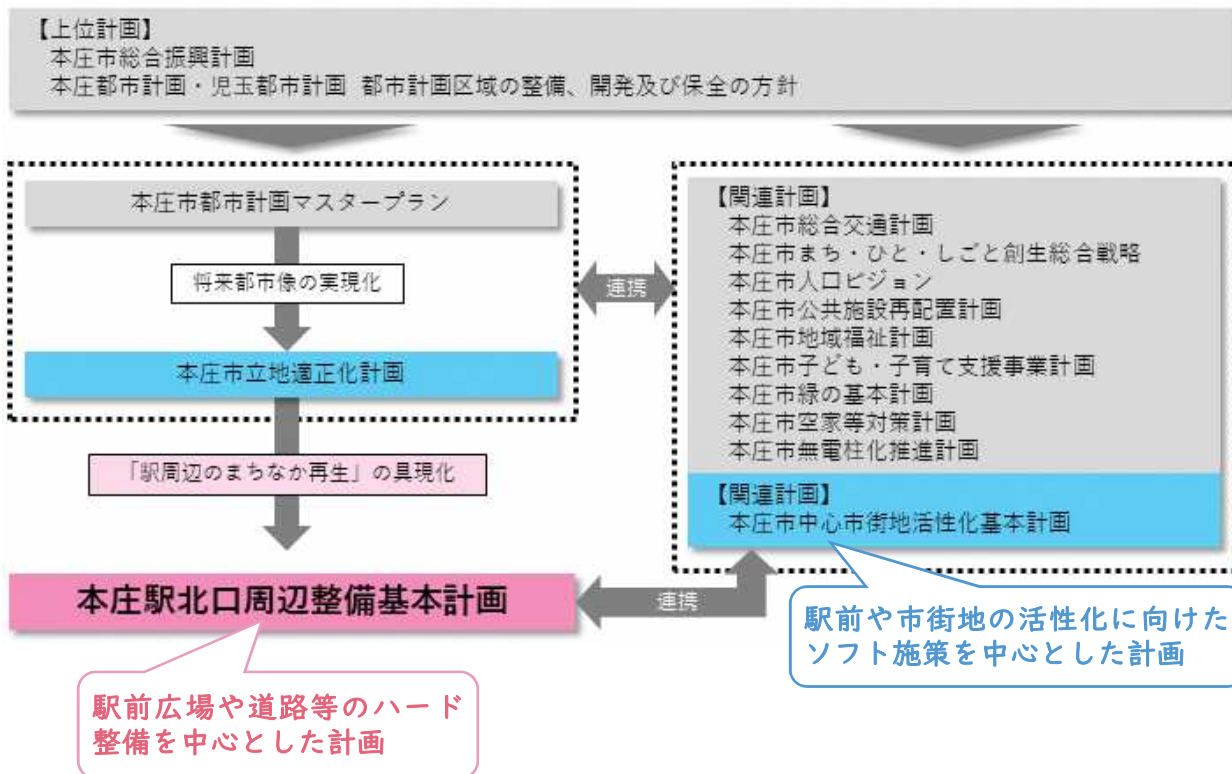 【上位計画】
本庄市総合振興計画
本庄都市計画・児玉都市計画 都市計画区域の整備、開発及び保全の方針
本庄市都市計画マスタープラン
将来都市像の実現化
本庄市立地適正化計画
「駅周辺のまちなか再生」の具現化
本庄駅北口周辺整備基本計画
駅前広場や道路等のハード
整備を中心とした計画
連携
連携
【関連計画】
本庄市総合交通計画
本庄市まち・ひと・しごと創生総合戦略
本庄市人口ビジョン
本庄市公共施設再配置計画
本庄市地域福祉計画
本庄市子ども・子育て支援事業計画
本庄市緑の基本計画
本庄市空家等対策計画
本庄市無電柱化推進計画
【関連計画】
本庄市中心市街地活性化基本計画
駅前や市街地の活性化に向けた
ソフト施策を中心とした計画